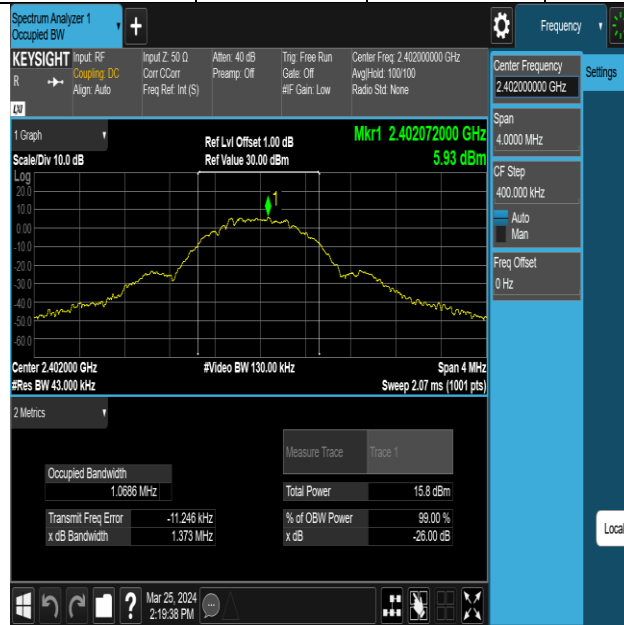 Spectrum Analyzer 1
Occupied BW
+
Frequency
KEYSIGHT
R
LXI
Input: RF
Coupling: DC
Align: Auto
Input Z: 50 Ω
Corr CCorr
Freq Ref: Int (S)
Atten: 40 dB
Preamp: Off
Trig: Free Run
Gate: Off
#IF Gain: Low
Center Freq: 2.402000000 GHz
Avg|Hold: 100/100
Radio Std: None
1 Graph
Scale/Div 10.0 dB
Ref Lvl Offset 1.00 dB
Ref Value 30.00 dBm
Mkr1 2.402072000 GHz
5.93 dBm
Log
20.0
10.0
0.00
-10.0
-20.0
-30.0
-40.0
-50.0
-60.0
1
Center 2.402000 GHz
#Res BW 43.000 kHz
#Video BW 130.00 kHz
Span 4 MHz
Sweep 2.07 ms (1001 pts)
2 Metrics
Measure Trace
Trace 1
Occupied Bandwidth
1.0686 MHz
Total Power
15.8 dBm
Transmit Freq Error
-11.246 kHz
% of OBW Power
99.00 %
x dB Bandwidth
1.373 MHz
x dB
-26.00 dB
?
Mar 25, 2024
2:19:38 PM
Center Frequency
2.402000000 GHz
Settings
Span
4.0000 MHz
CF Step
400.000 kHz
Auto
Man
Freq Offset
0 Hz
Local